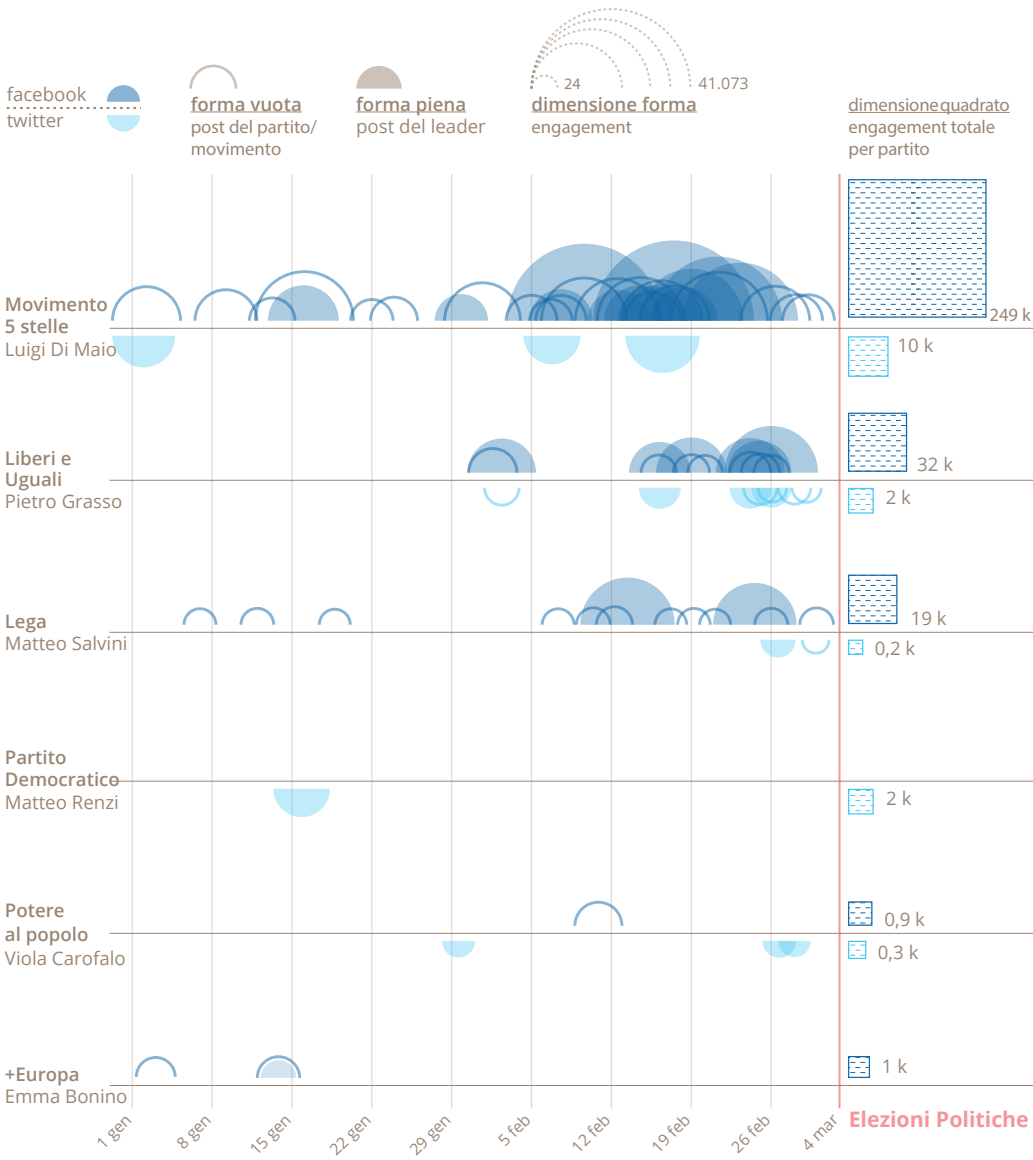 facebook
twitter
forma vuota
post del partito/
movimento
forma piena
post del leader
24
41.073
dimensione forma
engagement
dimensione quadrato
engagement totale
per partito
Movimento
5 stelle
Luigi Di Maio
249 k
10 k
Liberi e
Uguali
Pietro Grasso
32 k
2 k
Lega
Matteo Salvini
19 k
0,2 k
Partito
Democratico
Matteo Renzi
2 k
Potere
al popolo
Viola Carofalo
0,9 k
0,3 k
+Europa
Emma Bonino
1 k
1 gen
8 gen
15 gen
22 gen
29 gen
5 feb
12 feb
19 feb
26 feb
4 mar
Elezioni Politiche